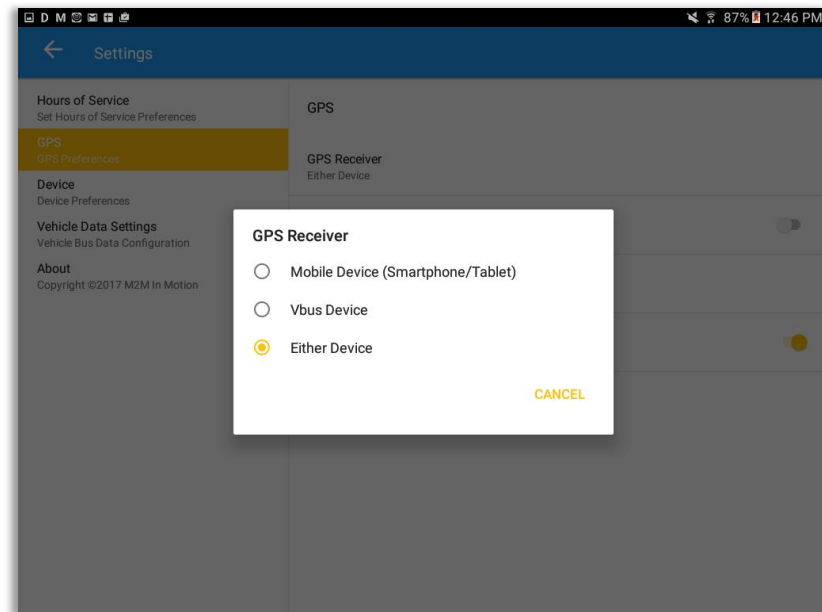 D M 87% 12:46 PM
Settings
Hours of Service
Set Hours of Service Preferences
GPS
GPS Preferences
Device
Device Preferences
Vehicle Data Settings
Vehicle Bus Data Configuration
About
Copyright ©2017 M2M In Motion
GPS
GPS Receiver
Either Device
GPS Receiver
Mobile Device (Smartphone/Tablet)
Vbus Device
Either Device
CANCEL